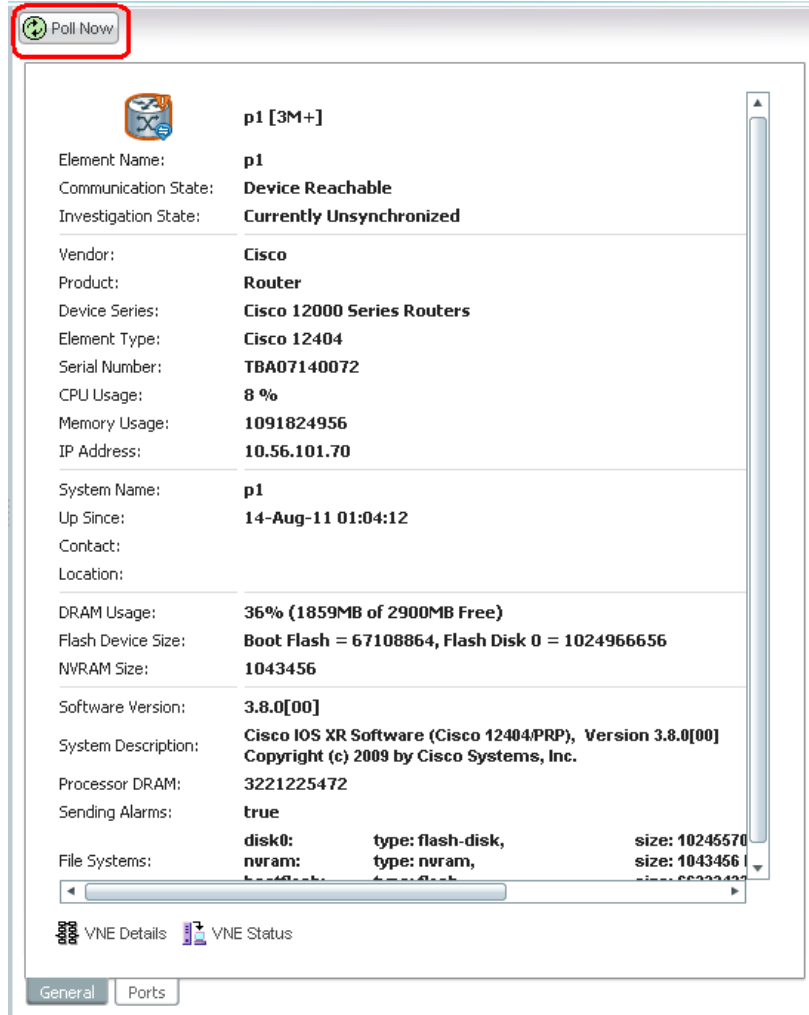 Poll Now
p1 [3M+]
Element Name: p1
Communication State: Device Reachable
Investigation State: Currently Unsynchronized
Vendor: Cisco
Product: Router
Device Series: Cisco 12000 Series Routers
Element Type: Cisco 12404
Serial Number: TBA07140072
CPU Usage: 8 %
Memory Usage: 1091824956
IP Address: 10.56.101.70
System Name: p1
Up Since: 14-Aug-11 01:04:12
Contact:
Location:
DRAM Usage: 36% (1859MB of 2900MB Free)
Flash Device Size: Boot Flash = 67108864, Flash Disk 0 = 1024966656
NVRAM Size: 1043456
Software Version: 3.8.0[00]
System Description: Cisco IOS XR Software (Cisco 12404/PRP), Version 3.8.0[00]
Copyright (c) 2009 by Cisco Systems, Inc.
Processor DRAM: 3221225472
Sending Alarms: true
disk0: type: flash-disk, size: 10245570
File Systems: nvram: type: nvram, size: 1043456
VNE Details VNE Status
General Ports